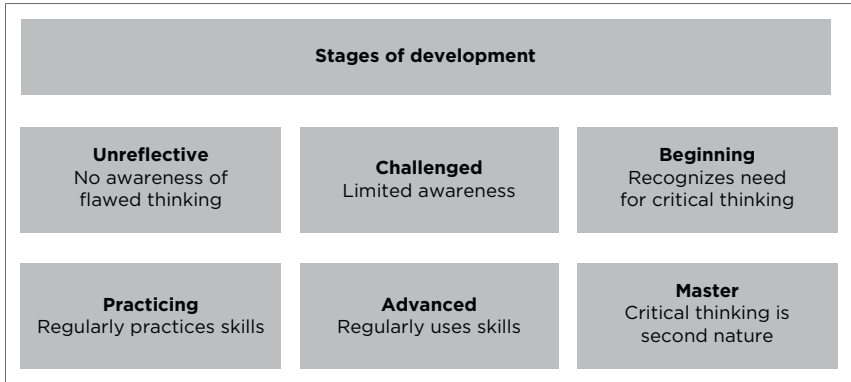 Stages of development
Unreflective
No awareness of
flawed thinking
Challenged
Limited awareness
Beginning
Recognizes need
for critical thinking
Practicing
Regularly practices skills
Advanced
Regularly uses skills
Master
Critical thinking is
second nature